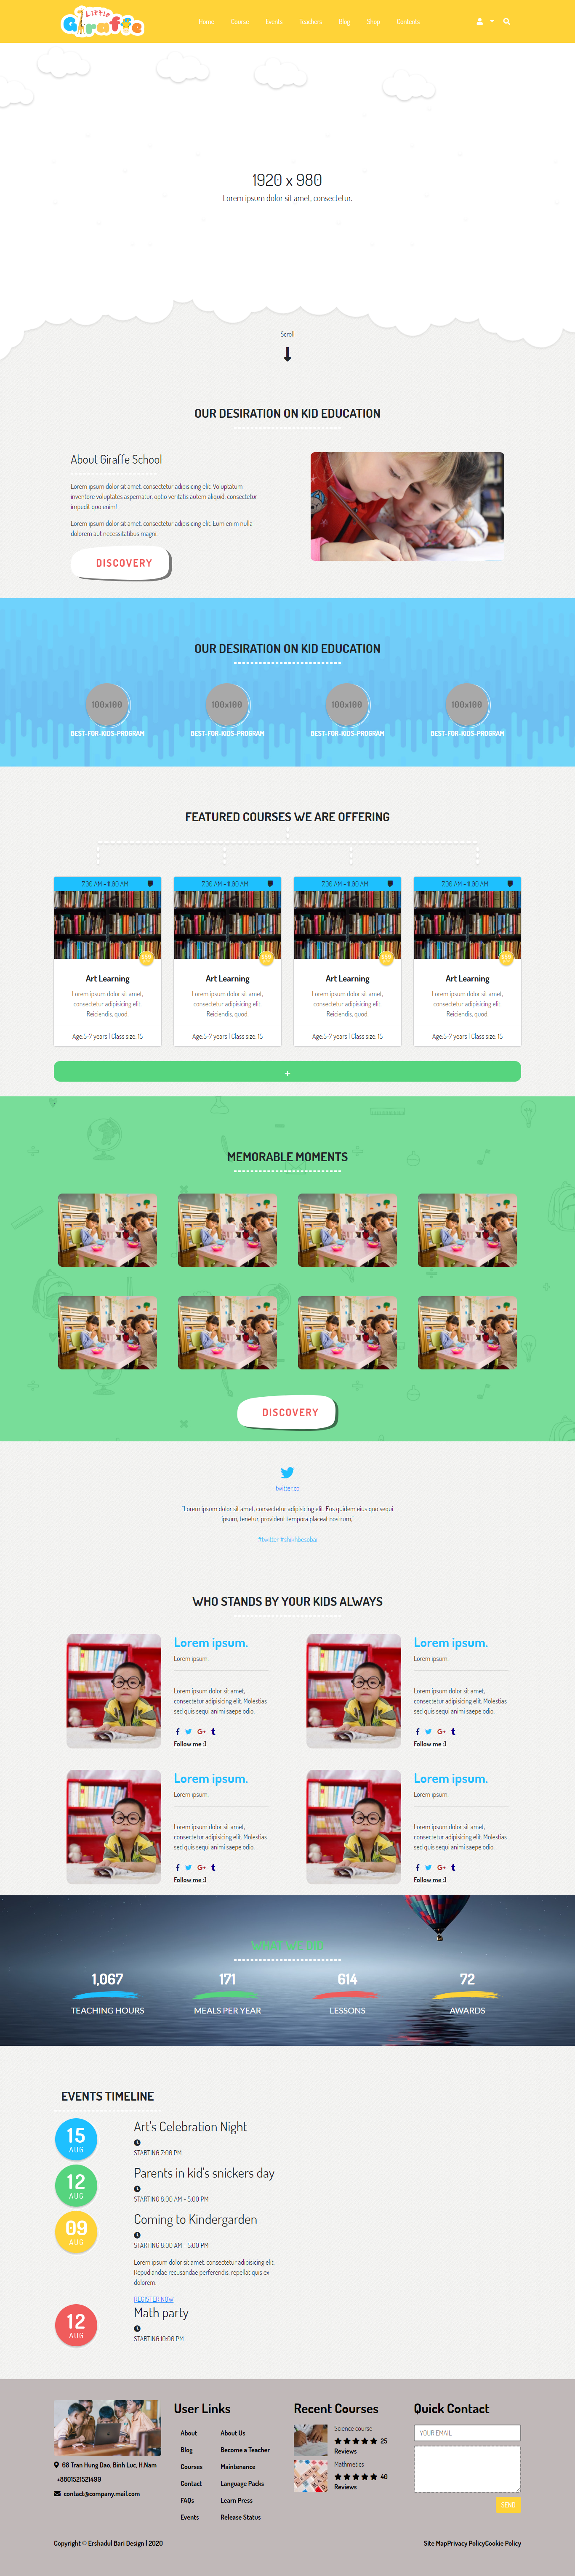 Little
Giraffe
Home Course Events Teachers Blog Shop Contents
1920 x 980
Lorem ipsum dolor sit amet, consectetur.
Scroll
OUR DESIRATION ON KID EDUCATION
About Giraffe School
Lorem ipsum dolor sit amet, consectetur adipisicing elit. Voluptatum
inventore voluptates aspernatur, optio veritatis autem aliquid, consectetur
impedit quo enim!
Lorem ipsum dolor sit amet, consectetur adipisicing elit. Eum enim nulla
dolorem aut necessitatibus magni.
DISCOVERY
OUR DESIRATION ON KID EDUCATION
100x100 100x100 100x100 100x100
BEST-FOR-KIDS-PROGRAM BEST-FOR-KIDS-PROGRAM BEST-FOR-KIDS-PROGRAM BEST-FOR-KIDS-PROGRAM
FEATURED COURSES WE ARE OFFERING
7:00 AM - 11:00 AM 7:00 AM - 11:00 AM 7:00 AM - 11:00 AM 7:00 AM - 11:00 AM
Art Learning Art Learning Art Learning Art Learning
Lorem ipsum dolor sit amet, Lorem ipsum dolor sit amet, Lorem ipsum dolor sit amet, Lorem ipsum dolor sit amet,
consectetur adipisicing elit. consectetur adipisicing elit. consectetur adipisicing elit. consectetur adipisicing elit.
Reiciendis, quod. Reiciendis, quod. Reiciendis, quod. Reiciendis, quod.
Age:5-7 years | Class size: 15 Age:5-7 years | Class size: 15 Age:5-7 years | Class size: 15 Age:5-7 years | Class size: 15
+
MEMORABLE MOMENTS
DISCOVERY
twitter.co
"Lorem ipsum dolor sit amet, consectetur adipisicing elit. Eos quidem eius quo sequi
ipsum, tenetur, provident tempora placeat nostrum."
#twitter #shikhbesobai
WHO STANDS BY YOUR KIDS ALWAYS
Lorem ipsum. Lorem ipsum.
Lorem ipsum. Lorem ipsum.
Lorem ipsum dolor sit amet, Lorem ipsum dolor sit amet,
consectetur adipisicing elit. Molestias consectetur adipisicing elit. Molestias
sed quis sequi animi saepe odio. sed quis sequi animi saepe odio.
Follow me :) Follow me :)
Lorem ipsum. Lorem ipsum.
Lorem ipsum. Lorem ipsum.
Lorem ipsum dolor sit amet, Lorem ipsum dolor sit amet,
consectetur adipisicing elit. Molestias consectetur adipisicing elit. Molestias
sed quis sequi animi saepe odio. sed quis sequi animi saepe odio.
Follow me :) Follow me :)
1,067 171 614 72
TEACHING HOURS MEALS PER YEAR LESSONS AWARDS
EVENTS TIMELINE
15
AUG
Art's Celebration Night
STARTING 7:00 PM
12
AUG
Parents in kid's snickers day
STARTING 8:00 AM - 5:00 PM
09
AUG
Coming to Kindergarden
STARTING 8:00 AM - 5:00 PM
Lorem ipsum dolor sit amet, consectetur adipisicing elit.
Repudiandae recusandae perferendis, repellat quis ex
dolorem.
REGISTER NOW
12
AUG
Math party
STARTING 10:00 PM
68 Tran Hung Dao, Binh Luc, H.Nam
+8801521521499
contact@company.mail.com
User Links
About About Us
Blog Become a Teacher
Courses Maintenance
Contact Language Packs
FAQs Learn Press
Events Release Status
Recent Courses
Science course
25
Reviews
Mathmetics
40
Reviews
Quick Contact
YOUR EMAIL
SEND
Copyright © Ershadul Bari Design | 2020 Site MapPrivacy PolicyCookie Policy